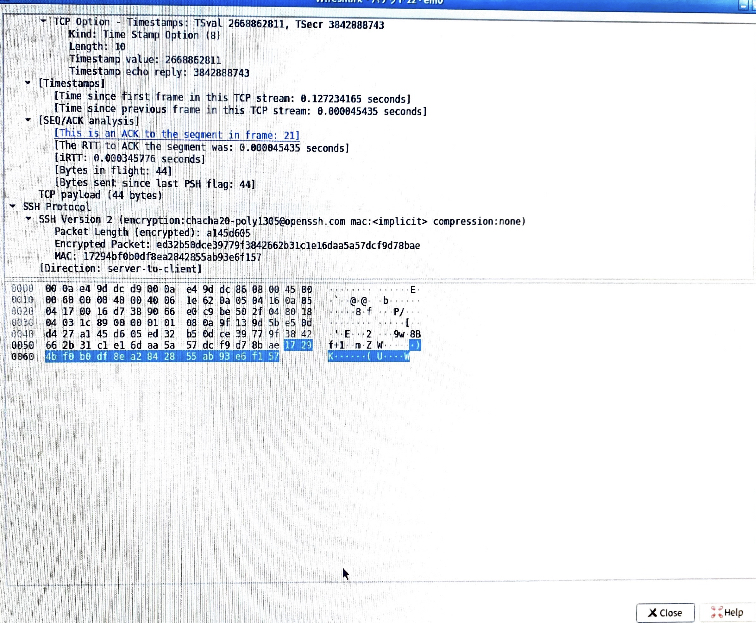 TCP Option - Timestamps: TSval 2668862811, TSecr 3842888743
Kind: Time Stamp Option (8)
Length: 10
Timestamp value: 2668862811
Timestamp echo reply: 3842888743
[Timestamps]
[Time since first frame in this TCP stream: 0.127234165 seconds]
[Time since previous frame in this TCP stream: 0.000045435 seconds]
[SEQ/ACK analysis]
[This is an ACK to the segment in frame: 21]
[The RTT to ACK the segment was: 0.000045435 seconds]
[iRTT: 0.000345776 seconds]
[Bytes in flight: 44]
[Bytes sent since last PSH flag: 44]
TCP payload (44 bytes)
SSH Protocol
SSH Version 2 (encryption:chacha20-poly1305@openssh.com mac:<implicit> compression:none)
Packet Length (encrypted): a145d605
Encrypted Packet: ed32b50dce39779f3842662b31c1e16daa5a57dcf9d78bae
MAC: 17294bf0b0df8ea2842855ab93e6f157
[Direction: server-to-client]
0000 00 0a e4 9d dc d9 00 0a e4 9d dc 86 08 00 45 00 E
0010 00 60 00 00 40 00 40 06 1e 62 0a 05 04 16 0a 05 @ @ b
0020 04 17 00 16 d7 38 90 66 e0 c9 be 50 2f 04 80 18 8 f P/
0030 04 03 1c 89 00 00 01 01 08 0a 9f 13 9d 5b e5 0d [
0040 d4 27 a1 45 d6 05 ed 32 b5 0d ce 39 77 9f 38 42 ' E 2 9w 8B
0050 66 2b 31 c1 e1 6d aa 5a 57 dc f9 d7 8b ae 17 29 f+1 m Z W )
0060 4b f0 b0 df 8e a2 84 28 55 ab 93 e6 f1 57 K······( U····W
Close
Help